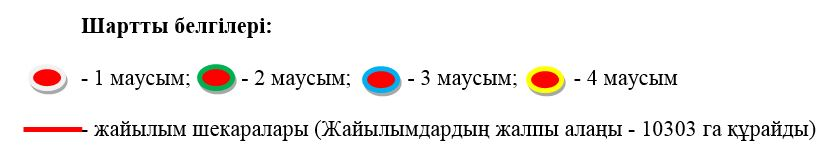 Шартты белгілері:
- 1 маусым; - 2 маусым; - 3 маусым; - 4 маусым
- жайылым шекаралары (Жайылымдардың жалпы алаңы - 10303 га құрайды)